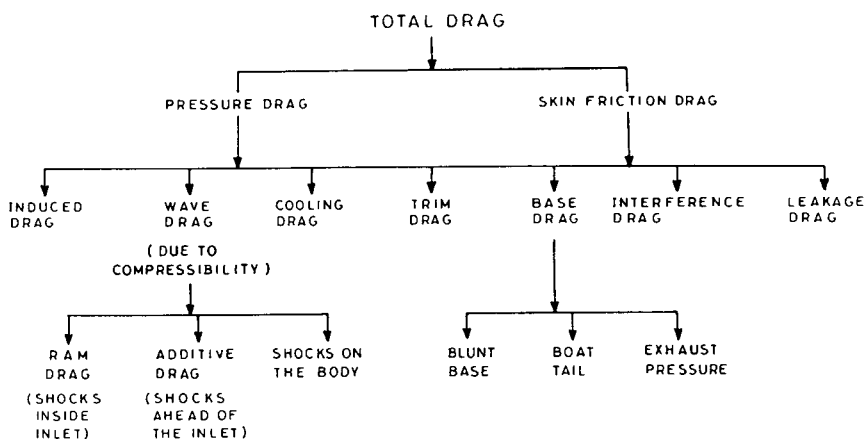 TOTAL DRAG
PRESSURE DRAG
SKIN FRICTION DRAG
INDUCED
DRAG
WAVE
DRAG
(DUE TO
COMPRESSIBILITY)
COOLING
DRAG
TRIM
DRAG
BASE
DRAG
INTERFERENCE
DRAG
LEAKAGE
DRAG
RAM
DRAG
(SHOCKS
INSIDE
INLET)
ADDITIVE
DRAG
(SHOCKS
AHEAD OF
THE INLET)
SHOCKS ON
THE BODY
BLUNT
BASE
BOAT
TAIL
EXHAUST
PRESSURE